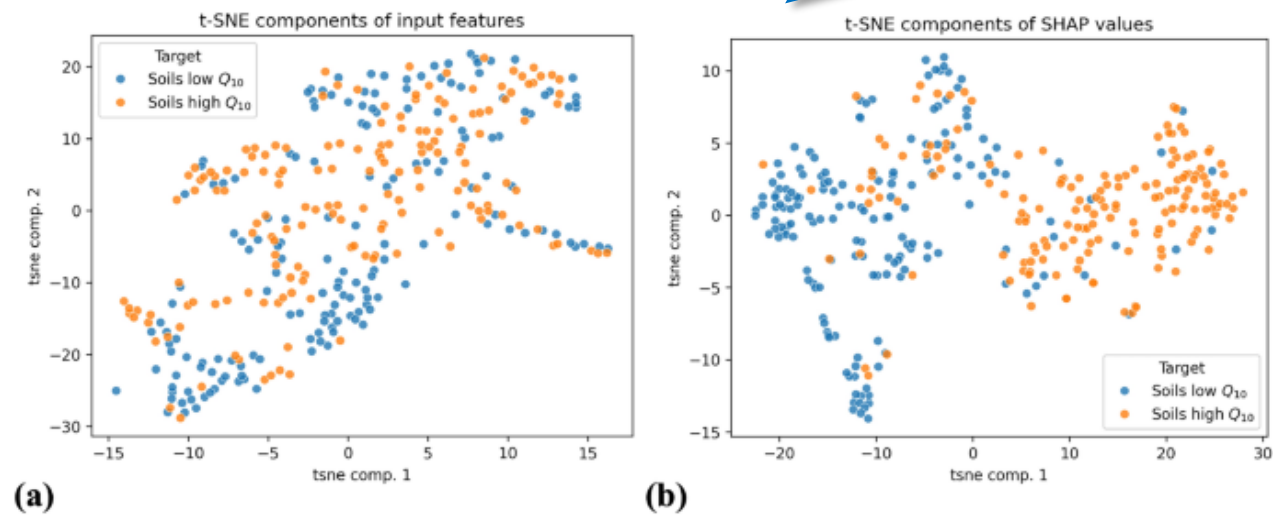 t-SNE components of input features
Target
Soils low Q₁₀
Soils high Q₁₀
20
10
0
−10
−20
−30
tsne comp. 2
−15
−10
−5
0
5
10
15
tsne comp. 1
(a)
t-SNE components of SHAP values
10
5
0
−5
−10
−15
tsne comp. 2
Target
Soils low Q₁₀
Soils high Q₁₀
−20
−10
0
10
20
30
tsne comp. 1
(b)